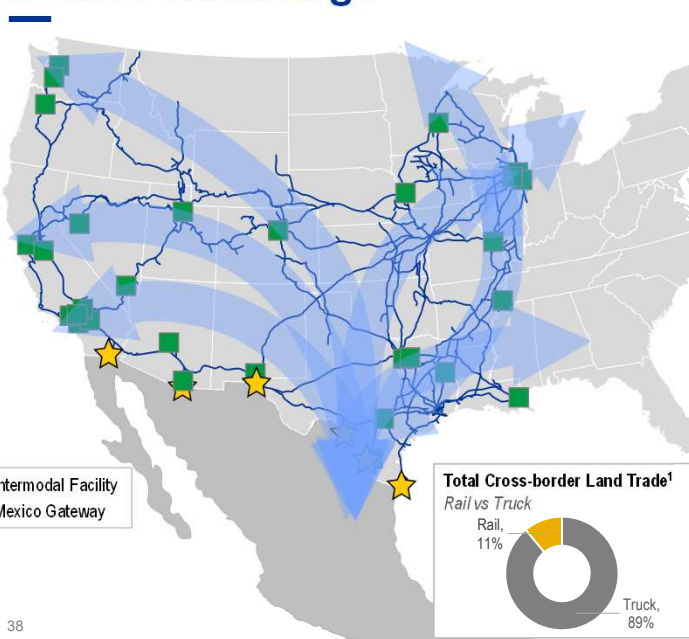 ntermodal Facility
Mexico Gateway
Total Cross-border Land Trade¹
Rail vs Truck
Rail,
11%
Truck,
89%
38